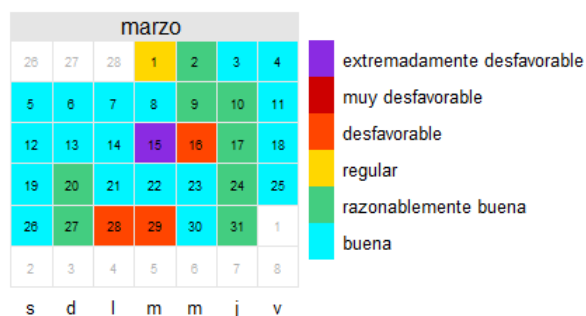 marzo
26 27 28 1 2 3 4
5 6 7 8 9 10 11
12 13 14 15 16 17 18
19 20 21 22 23 24 25
26 27 28 29 30 31 1
2 3 4 5 6 7 8
s d l m m j v
extremadamente desfavorable
muy desfavorable
desfavorable
regular
razonablemente buena
buena